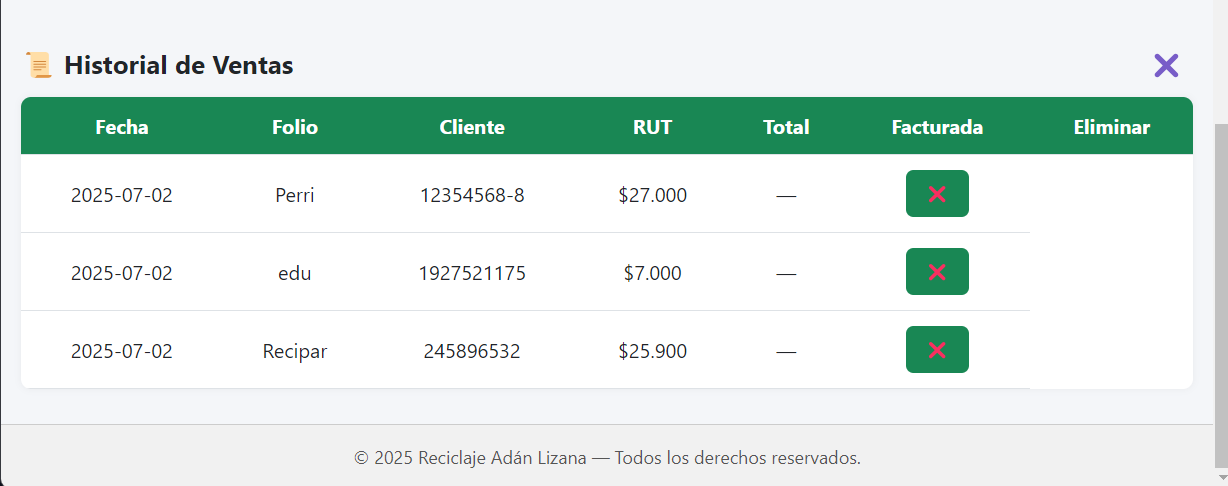 Historial de Ventas
Fecha Folio Cliente RUT Total Facturada Eliminar
2025-07-02 Perri 12354568-8 $27.000 —
2025-07-02 edu 1927521175 $7.000 —
2025-07-02 Recipar 245896532 $25.900 —
© 2025 Reciclaje Adán Lizana — Todos los derechos reservados.